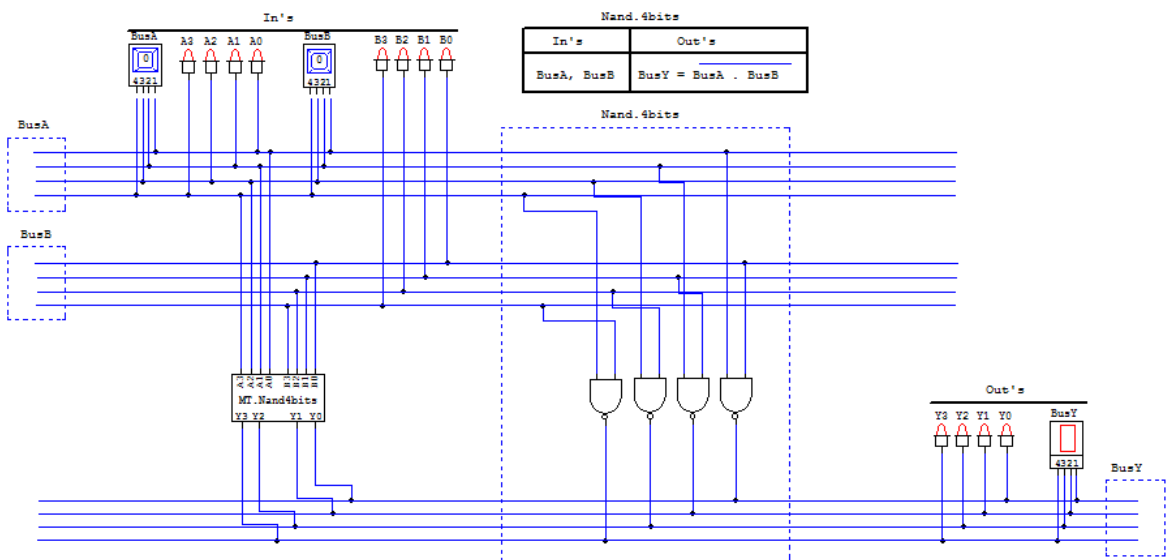 In's
BusA
0
4321
A3 A2 A1 A0
BusB
0
4321
B3 B2 B1 B0
Nand.4bits
In's Out's
BusA, BusB BusY = BusA . BusB
Nand.4bits
BusA
BusB
A3 A2 A1 A0 B3 B2 B1 B0
MT.Nand4bits
Y3 Y2 Y1 Y0
Out's
Y3 Y2 Y1 Y0
BusY
4321
BusY